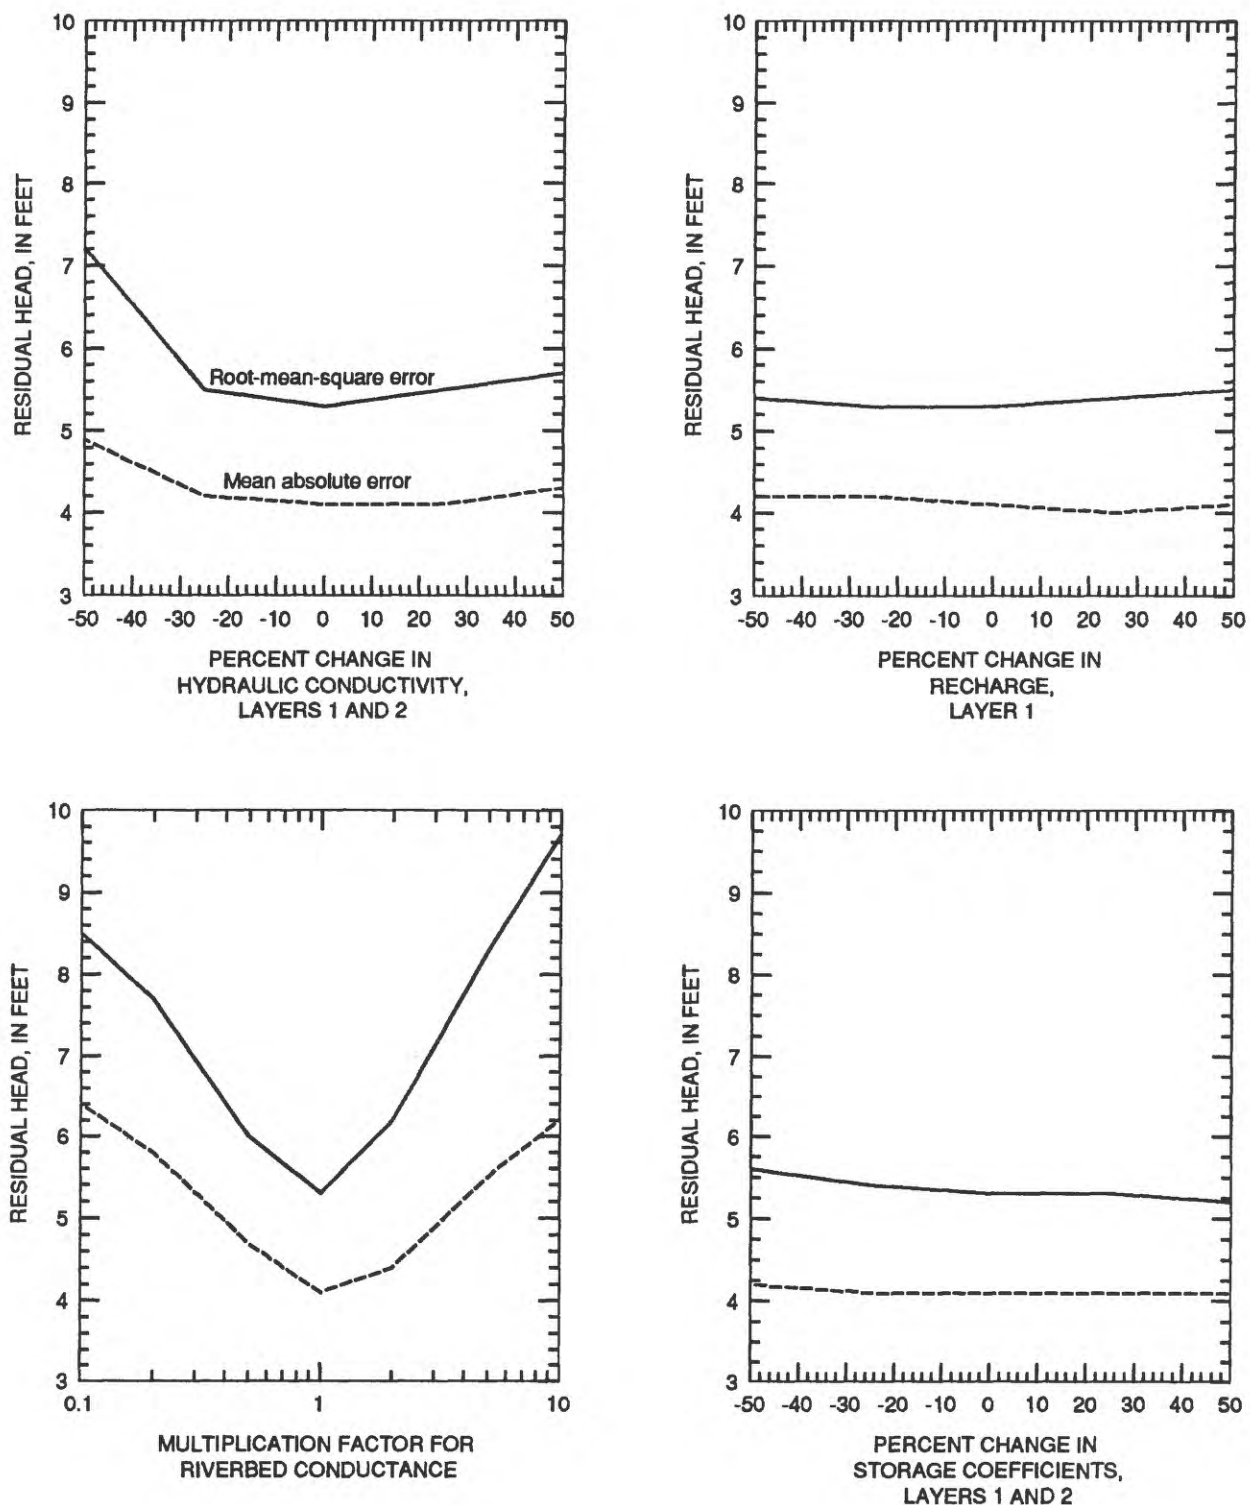 10
9
8
7
6
5
4
3
RESIDUAL HEAD, IN FEET
Root-mean-square error
Mean absolute error
-50 -40 -30 -20 -10 0 10 20 30 40 50
PERCENT CHANGE IN
HYDRAULIC CONDUCTIVITY,
LAYERS 1 AND 2
10
9
8
7
6
5
4
3
RESIDUAL HEAD, IN FEET
-50 -40 -30 -20 -10 0 10 20 30 40 50
PERCENT CHANGE IN
RECHARGE,
LAYER 1
10
9
8
7
6
5
4
3
RESIDUAL HEAD, IN FEET
0.1 1 10
MULTIPLICATION FACTOR FOR
RIVERBED CONDUCTANCE
10
9
8
7
6
5
4
3
RESIDUAL HEAD, IN FEET
-50 -40 -30 -20 -10 0 10 20 30 40 50
PERCENT CHANGE IN
STORAGE COEFFICIENTS,
LAYERS 1 AND 2